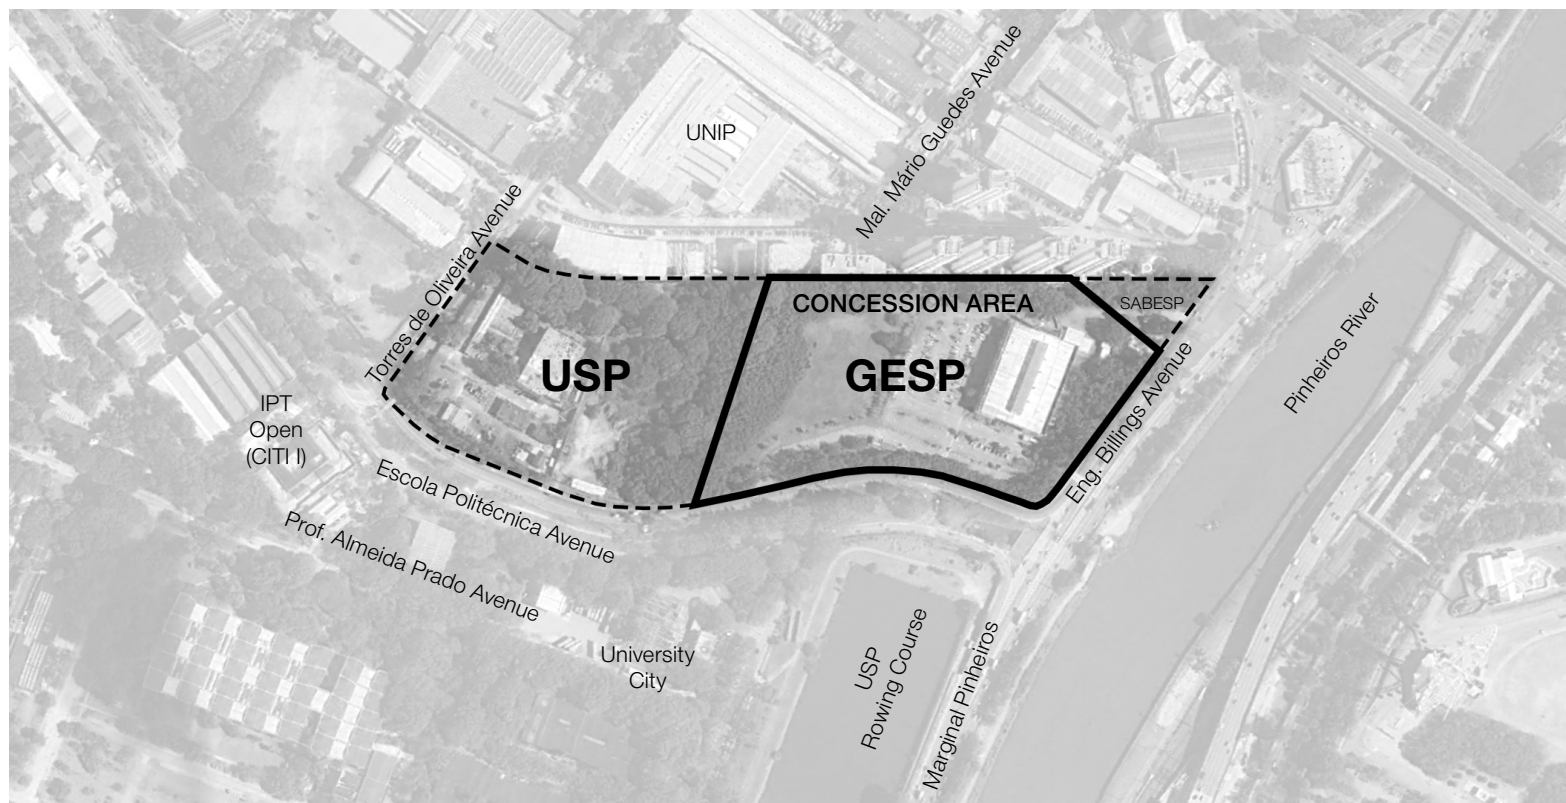 Mal. Mário Guedes Avenue
UNIP
Torres de Oliveira Avenue
CONCESSION AREA
SABESP
USP
GESP
Pinheiros River
Eng. Billings Avenue
IPT
Open
(CITI I)
Escola Politécnica Avenue
Prof. Almeida Prado Avenue
University
City
USP
Rowing Course
Marginal Pinheiros